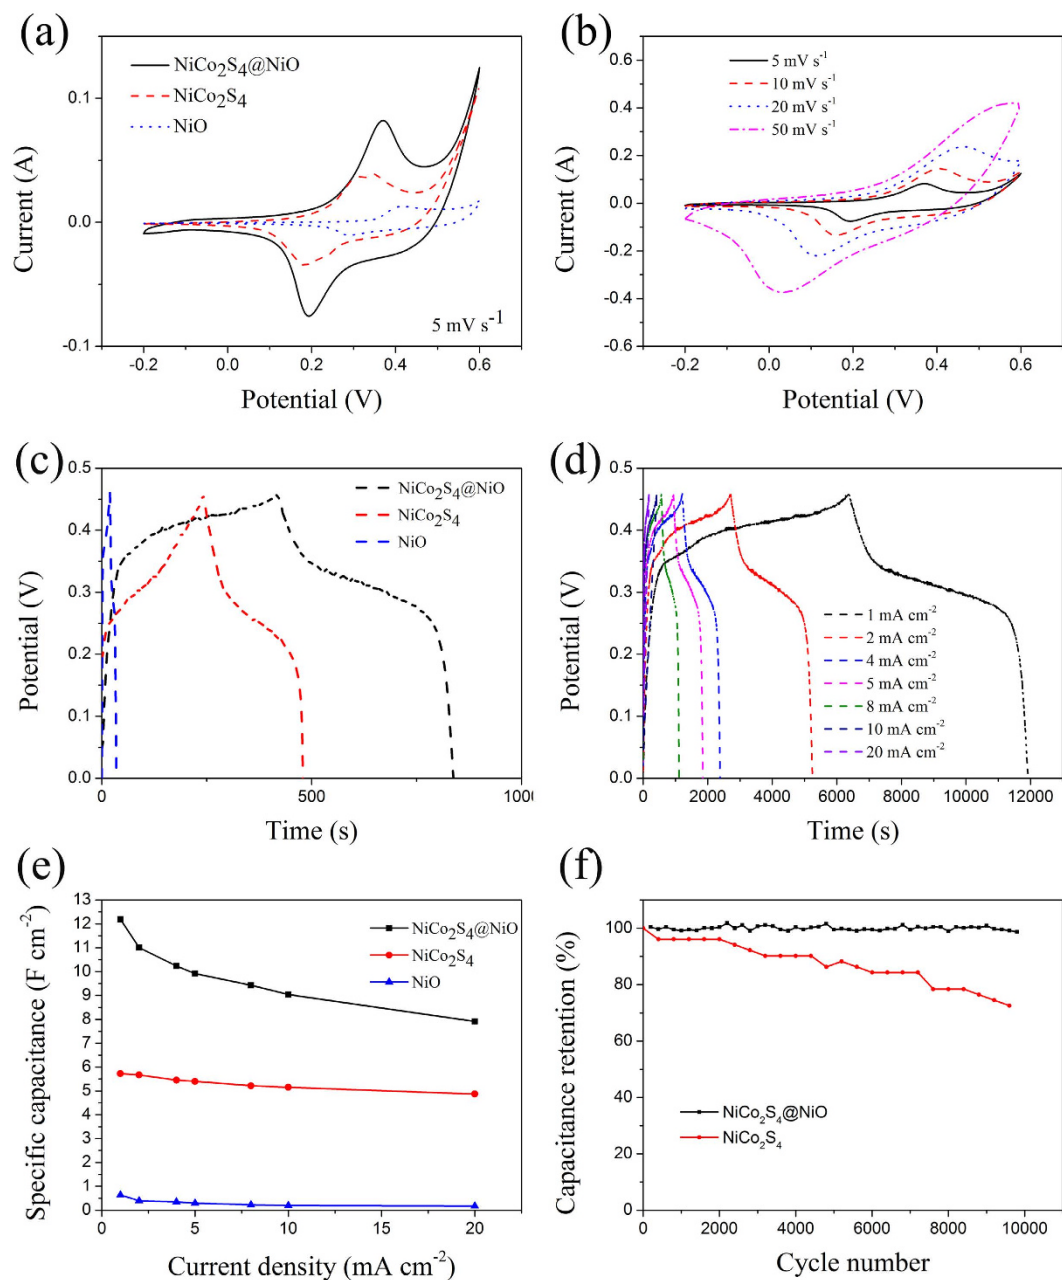 (a)
NiCo2S4@NiO
NiCo2S4
NiO
0.1
0.0
-0.1
Current (A)
5 mV s-1
-0.2 0.0 0.2 0.4 0.6
Potential (V)
(b)
5 mV s-1
10 mV s-1
20 mV s-1
50 mV s-1
0.6
0.4
0.2
0.0
-0.2
-0.4
-0.6
Current (A)
-0.2 0.0 0.2 0.4 0.6
Potential (V)
(c)
NiCo2S4@NiO
NiCo2S4
NiO
0.5
0.4
0.3
0.2
0.1
0.0
Potential (V)
0 500 1000
Time (s)
(d)
0.5
0.4
0.3
0.2
0.1
0.0
Potential (V)
1 mA cm-2
2 mA cm-2
4 mA cm-2
5 mA cm-2
8 mA cm-2
10 mA cm-2
20 mA cm-2
0 2000 4000 6000 8000 10000 12000
Time (s)
(e)
13
12
11
10
9
8
7
6
5
4
3
2
1
0
Specific capacitance (F cm-2)
NiCo2S4@NiO
NiCo2S4
NiO
5 10 15 20
Current density (mA cm-2)
(f)
100
80
60
40
20
0
Capacitance retention (%)
NiCo2S4@NiO
NiCo2S4
0 2000 4000 6000 8000 10000
Cycle number